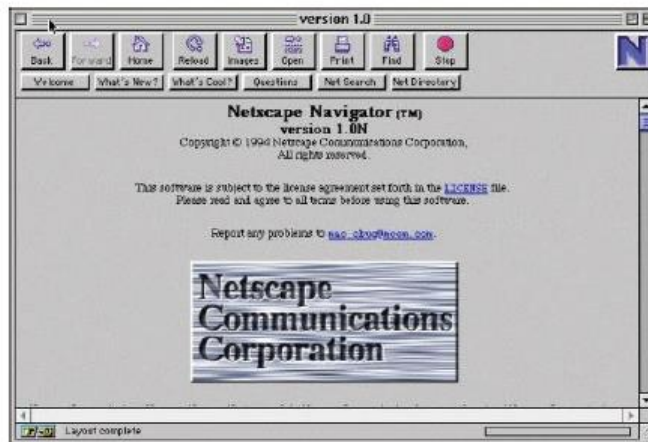 version 1.0
Back Forward Home Reload Images Open Print Find Stop
N
Welcome What's New? What's Cool? Questions Net Search Net Directory
Netscape Navigator (TM)
version 1.0N
Copyright © 1994 Netscape Communications Corporation,
All rights reserved.
This software is subject to the license agreement set forth in the LICENSE file.
Please read and agree to all terms before using this software.
Report any problems to mac_cbug@mcom.com.
Netscape
Communications
Corporation
Layout complete